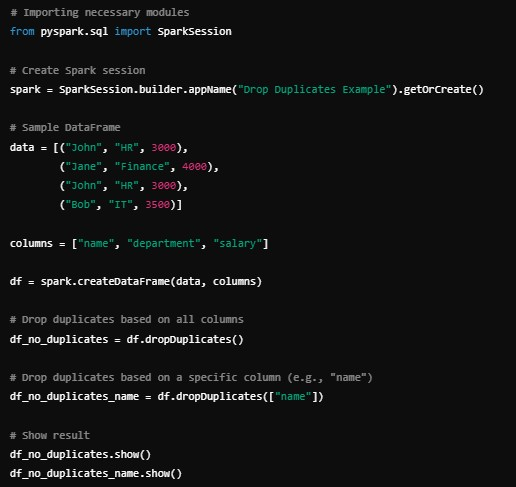 # Importing necessary modules
from pyspark.sql import SparkSession
# Create Spark session
spark = SparkSession.builder.appName("Drop Duplicates Example").getOrCreate()
# Sample DataFrame
data = [("John", "HR", 3000),
("Jane", "Finance", 4000),
("John", "HR", 3000),
("Bob", "IT", 3500)]
columns = ["name", "department", "salary"]
df = spark.createDataFrame(data, columns)
# Drop duplicates based on all columns
df_no_duplicates = df.dropDuplicates()
# Drop duplicates based on a specific column (e.g., "name")
df_no_duplicates_name = df.dropDuplicates(["name"])
# Show result
df_no_duplicates.show()
df_no_duplicates_name.show()